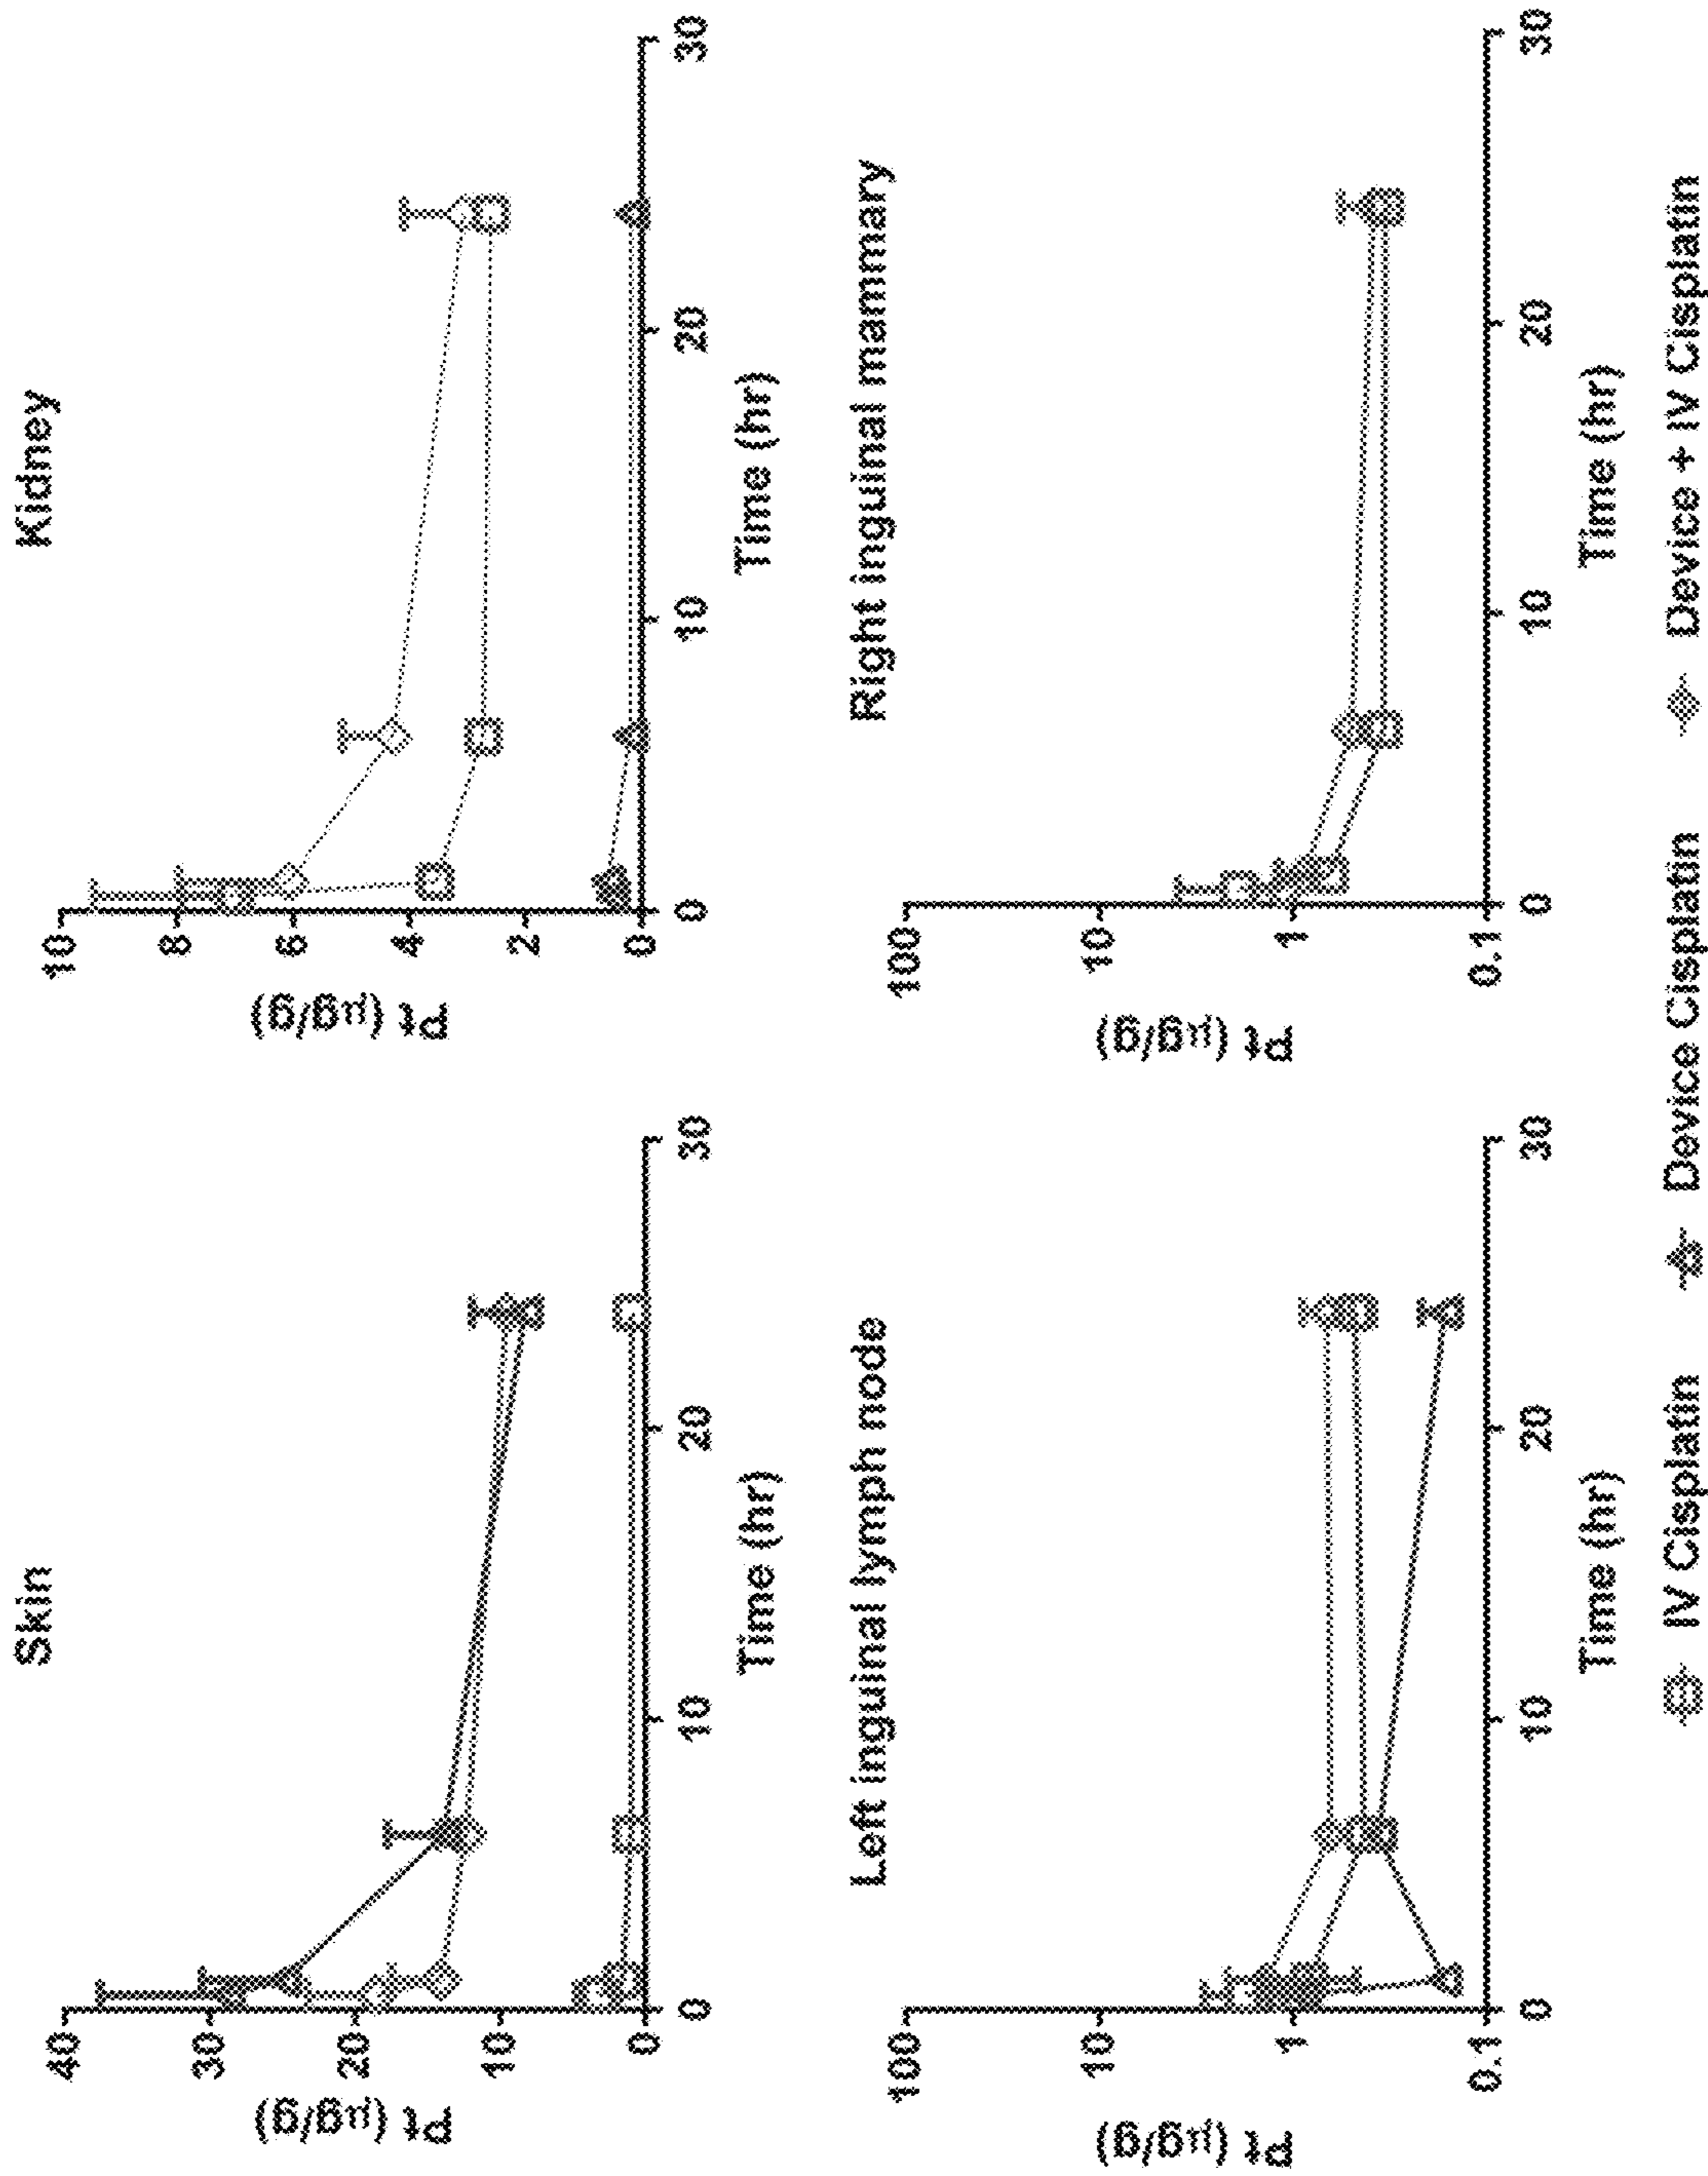 Skin
Pt (µg/g)
40
30
20
10
0
0 10 20 30
Time (hr)
Kidney
Pt (µg/g)
10
8
6
4
2
0
0 10 20 30
Time (hr)
Left inguinal lymph node
Pt (µg/g)
100
10
1
0.1
0 10 20 30
Time (hr)
Right inguinal mammary
Pt (µg/g)
100
10
1
0.1
0 10 20 30
Time (hr)
IV Cisplatin Device Cisplatin Device + IV Cisplatin